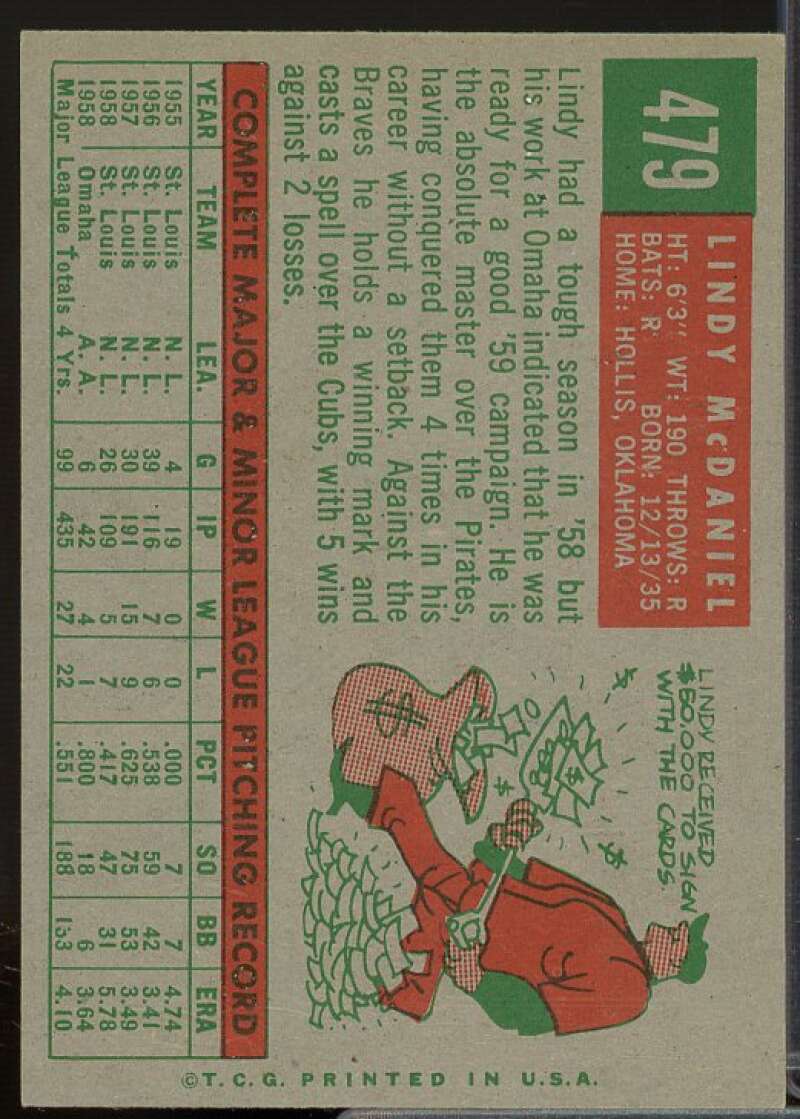 479
LINDY McDANIEL
HT: 6'3" WT: 190 THROWS: R
BATS: R BORN: 12/13/35
HOME: HOLLIS, OKLAHOMA
Lindy had a tough season in '58 but
his work at Omaha indicated that he was
ready for a good '59 campaign. He is
the absolute master over the Pirates,
having conquered them 4 times in his
career without a setback. Against the
Braves he holds a winning mark and
casts a spell over the Cubs, with 5 wins
against 2 losses.
LINDY RECEIVED
$50,000 TO SIGN
WITH THE CARDS.
$
$
$
$
$
COMPLETE MAJOR & MINOR LEAGUE PITCHING RECORD
YEAR TEAM LEA. G IP W L PCT SO BB ERA
1955 St. Louis N. L. 4 19 0 0 .000 7 7 4.74
1956 St. Louis N. L. 39 116 7 6 .538 59 42 3.41
1957 St. Louis N. L. 30 191 15 9 .625 75 53 3.49
1958 St. Louis N. L. 26 109 5 7 .417 47 31 5.78
1958 Omaha A. A. 6 42 4 1 .800 18 6 3.64
Major League Totals 4 Yrs. 99 435 27 22 .551 188 133 4.10
©T.C.G. PRINTED IN U.S.A.